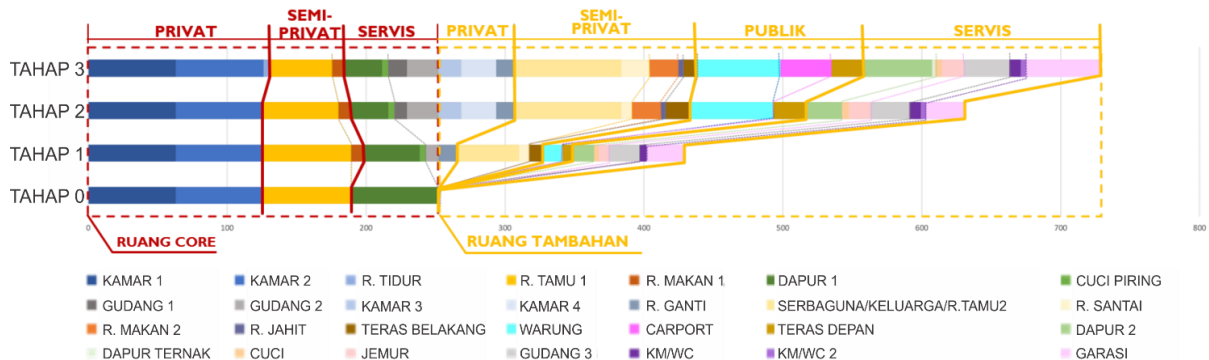 PRIVAT SEMI-PRIVAT SERVIS PRIVAT SEMI-PRIVAT PUBLIK SERVIS
TAHAP 3
TAHAP 2
TAHAP 1
TAHAP 0
0 100 200 300 400 500 600 700 800
RUANG CORE RUANG TAMBAHAN
KAMAR 1 KAMAR 2 R. TIDUR R. TAMU 1 R. MAKAN 1 DAPUR 1 CUCI PIRING
GUDANG 1 GUDANG 2 KAMAR 3 KAMAR 4 R. GANTI SERBAGUNA/KELUARGA/R.TAMU2 R. SANTAI
R. MAKAN 2 R. JAHIT TERAS BELAKANG WARUNG CARPORT TERAS DEPAN DAPUR 2
DAPUR TERNAK CUCI JEMUR GUDANG 3 KM/WC KM/WC 2 GARASI